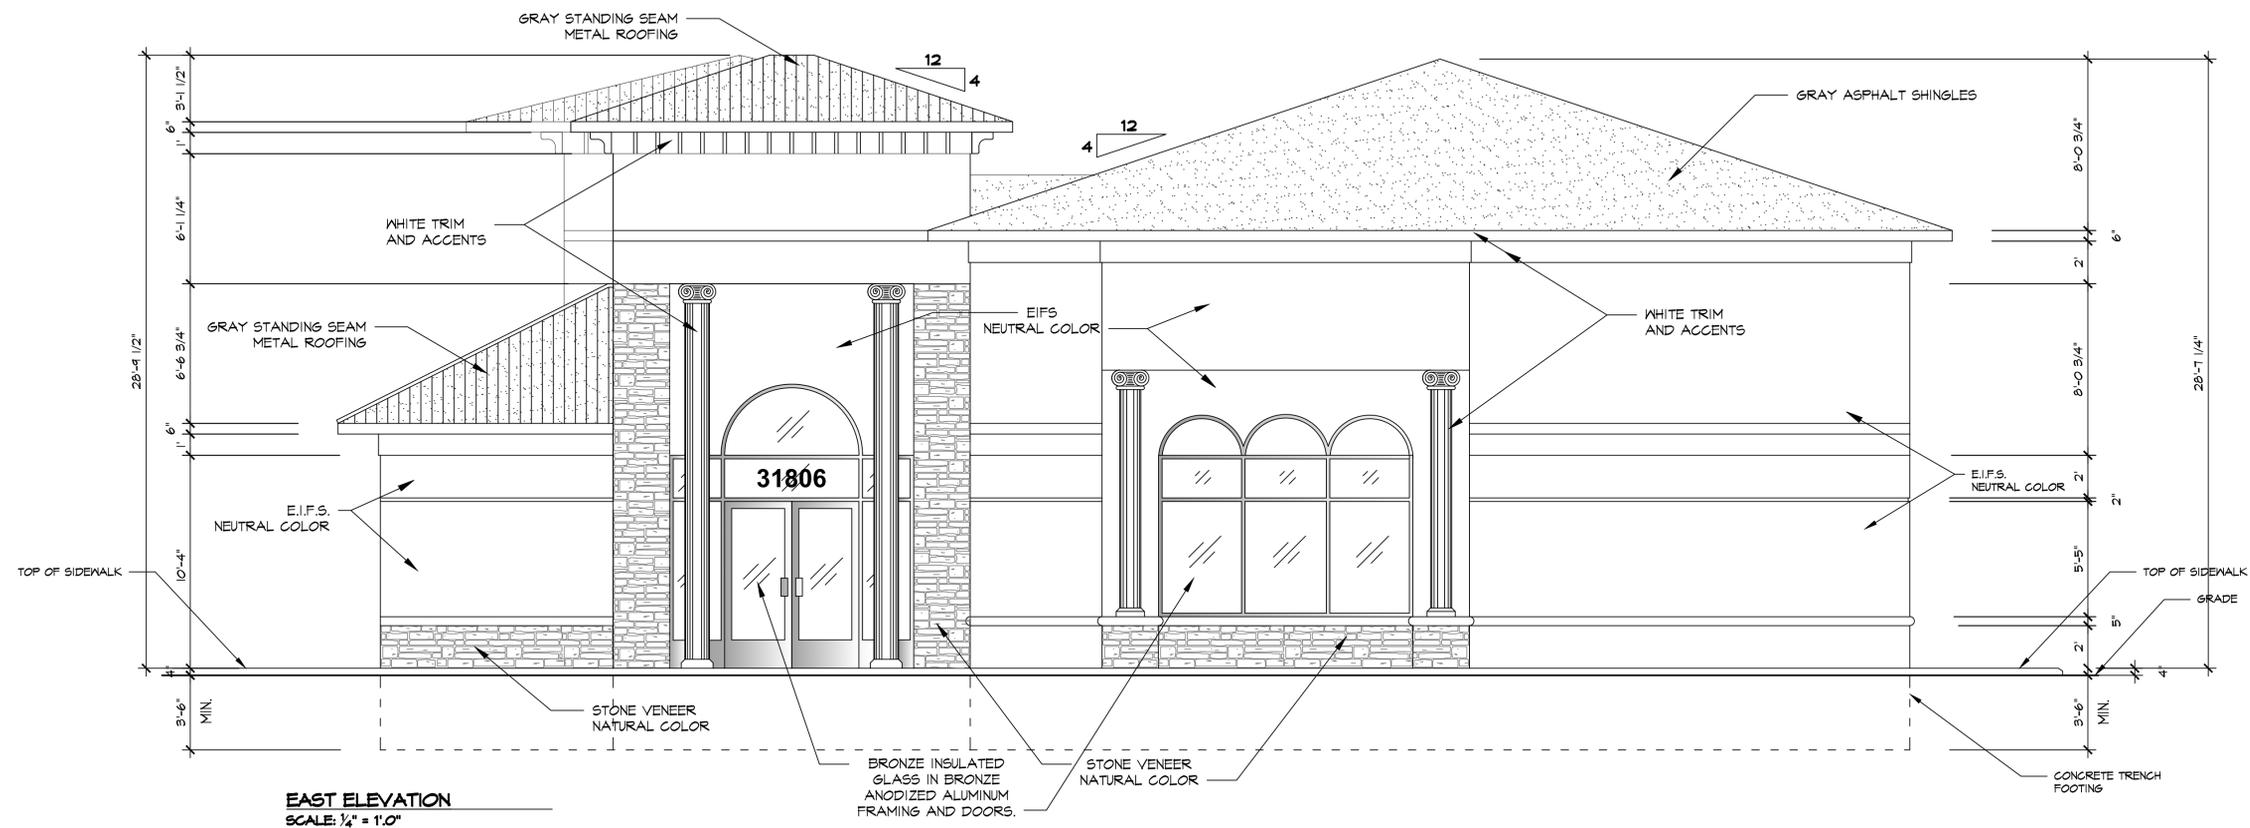 GRAY STANDING SEAM
METAL ROOFING
12
4
12
4
GRAY ASPHALT SHINGLES
3'-1 1/2"
6"
1'
6'-1 1/4"
28'-9 1/2"
6'-6 3/4"
6"
1'
10'-4"
4"
3'-6"
MIN.
WHITE TRIM
AND ACCENTS
GRAY STANDING SEAM
METAL ROOFING
EIFS
NEUTRAL COLOR
WHITE TRIM
AND ACCENTS
8'-0 3/4"
6"
2'
8'-0 3/4"
28'-7 1/4"
2'
2"
5'-5"
5"
2'
4"
3'-6"
MIN.
31806
E.I.F.S.
NEUTRAL COLOR
E.I.F.S.
NEUTRAL COLOR
TOP OF SIDEWALK
TOP OF SIDEWALK
GRADE
STONE VENEER
NATURAL COLOR
BRONZE INSULATED
GLASS IN BRONZE
ANODIZED ALUMINUM
FRAMING AND DOORS.
STONE VENEER
NATURAL COLOR
CONCRETE TRENCH
FOOTING
EAST ELEVATION
SCALE: ¼" = 1'.0"